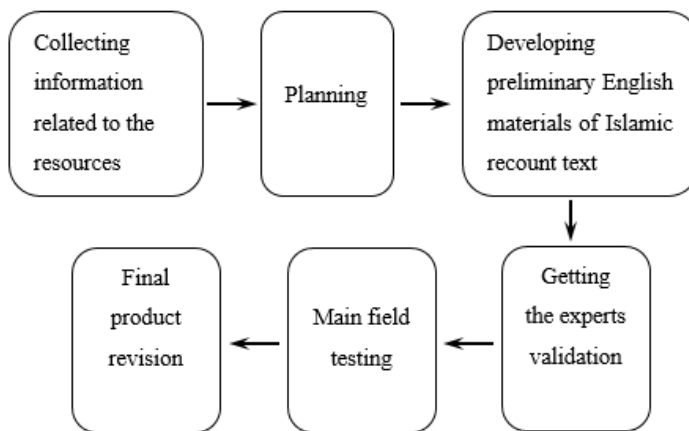 Collecting
information
related to the
resources
Planning
Developing
preliminary English
materials of Islamic
recount text
Getting
the experts
validation
Main field
testing
Final
product
revision